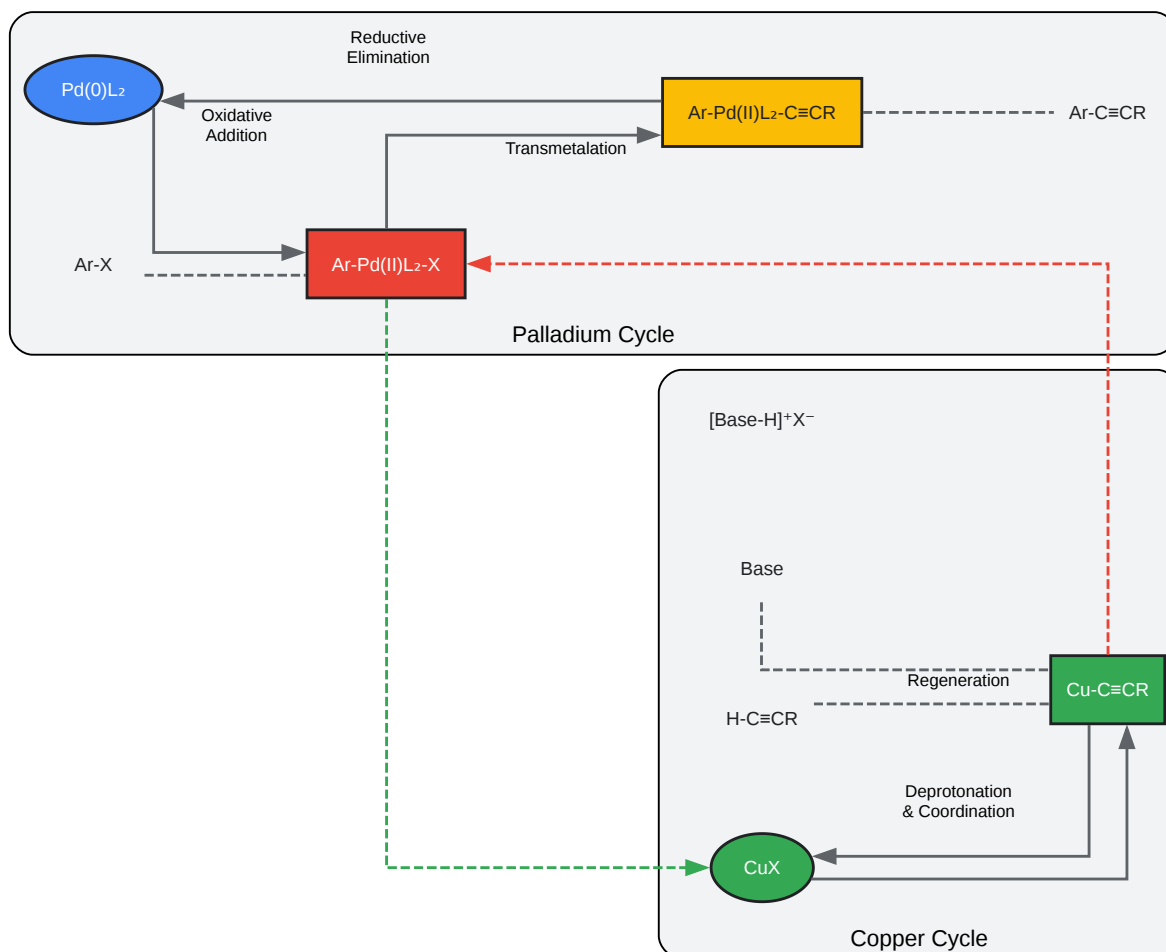 Reductive
Elimination
Pd(0)L₂
Oxidative
Addition
Ar-Pd(II)L₂-C≡CR
Ar-C≡CR
Transmetalation
Ar-X
Ar-Pd(II)L₂-X
Palladium Cycle
[Base-H]⁺X⁻
Base
Regeneration
Cu-C≡CR
H-C≡CR
Deprotonation
& Coordination
CuX
Copper Cycle